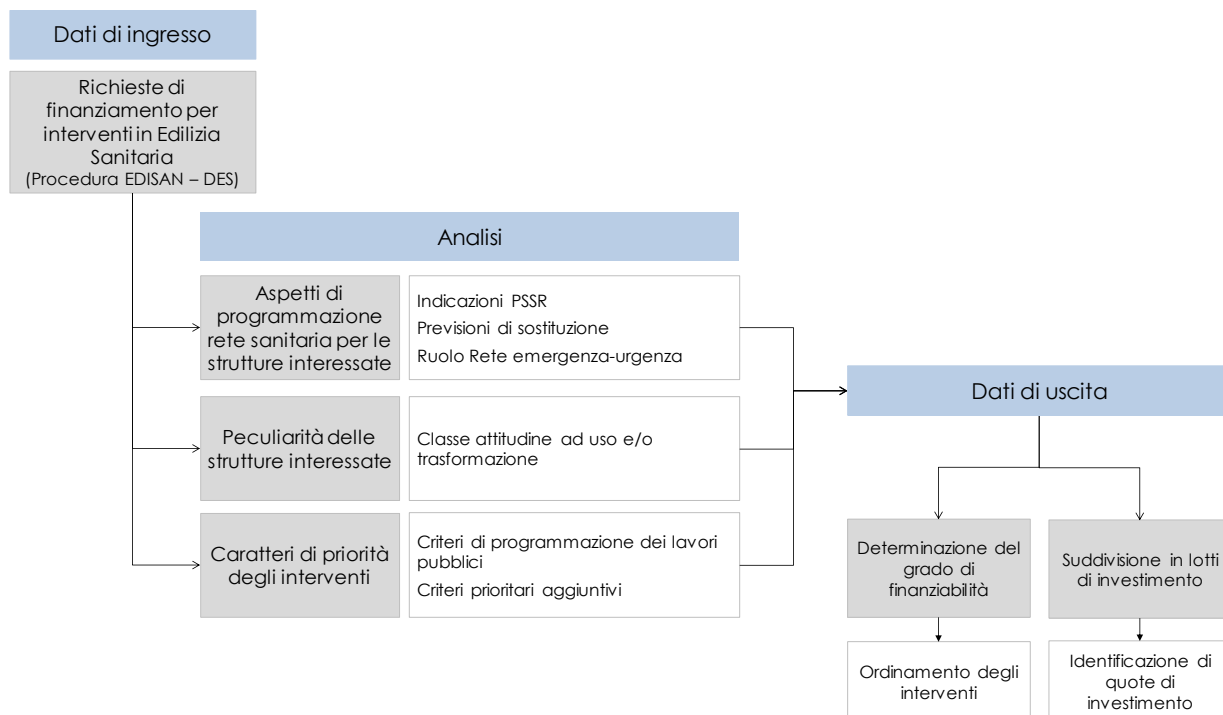 Dati di ingresso
Richieste di
finanziamento per
interventi in Edilizia
Sanitaria
(Procedura EDISAN – DES)
Analisi
Aspetti di
programmazione
rete sanitaria per le
strutture interessate
Indicazioni PSSR
Previsioni di sostituzione
Ruolo Rete emergenza-urgenza
Peculiarità delle
strutture interessate
Classe attitudine ad uso e/o
trasformazione
Caratteri di priorità
degli interventi
Criteri di programmazione dei lavori
pubblici
Criteri prioritari aggiuntivi
Dati di uscita
Determinazione del
grado di
finanziabilità
Suddivisione in lotti
di investimento
Ordinamento degli
interventi
Identificazione di
quote di
investimento